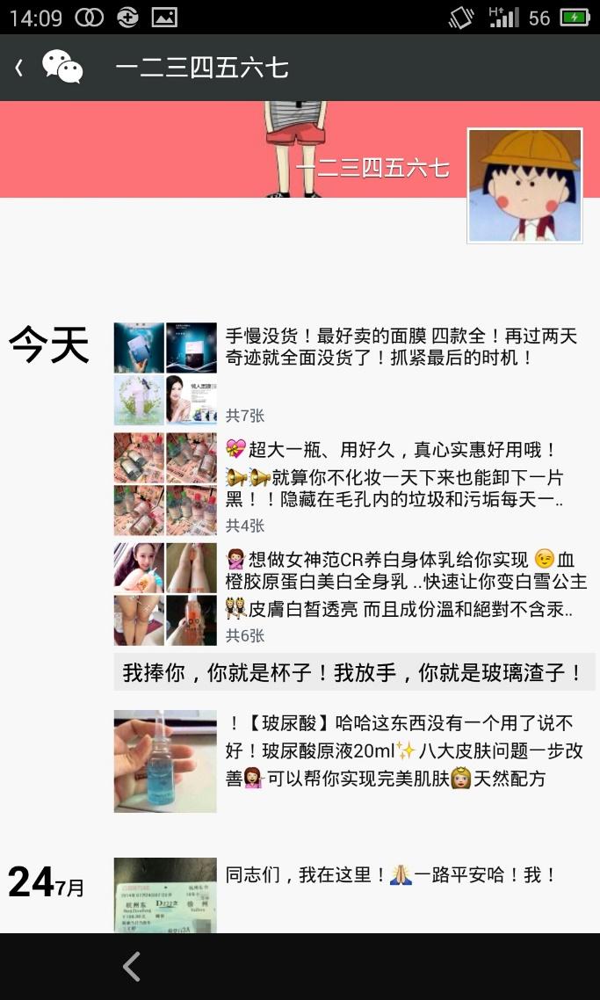 14:09
H 56
一二三四五六七
一二三四五六七
今天
手慢没货！最好卖的面膜 四款全！再过两天
奇迹就全面没货了！抓紧最后的时机！
懒人面膜
共7张
💝超大一瓶、用好久，真心实惠好用哦！
📢📢就算你不化妆一天下来也能卸下一片
黑！！隐藏在毛孔内的垃圾和污垢每天一..
共4张
🙅想做女神范CR养白身体乳给你实现 😉血
橙胶原蛋白美白全身乳 ..快速让你变白雪公主
👯皮膚白皙透亮 而且成份溫和絕對不含汞..
共6张
我捧你，你就是杯子！我放手，你就是玻璃渣子！
！【玻尿酸】哈哈这东西没有一个用了说不
好！玻尿酸原液20ml✨八大皮肤问题一步改
善💁可以帮你实现完美肌肤👸天然配方
24 7月
同志们，我在这里！🙏一路平安哈！我！
杭州东
徐州